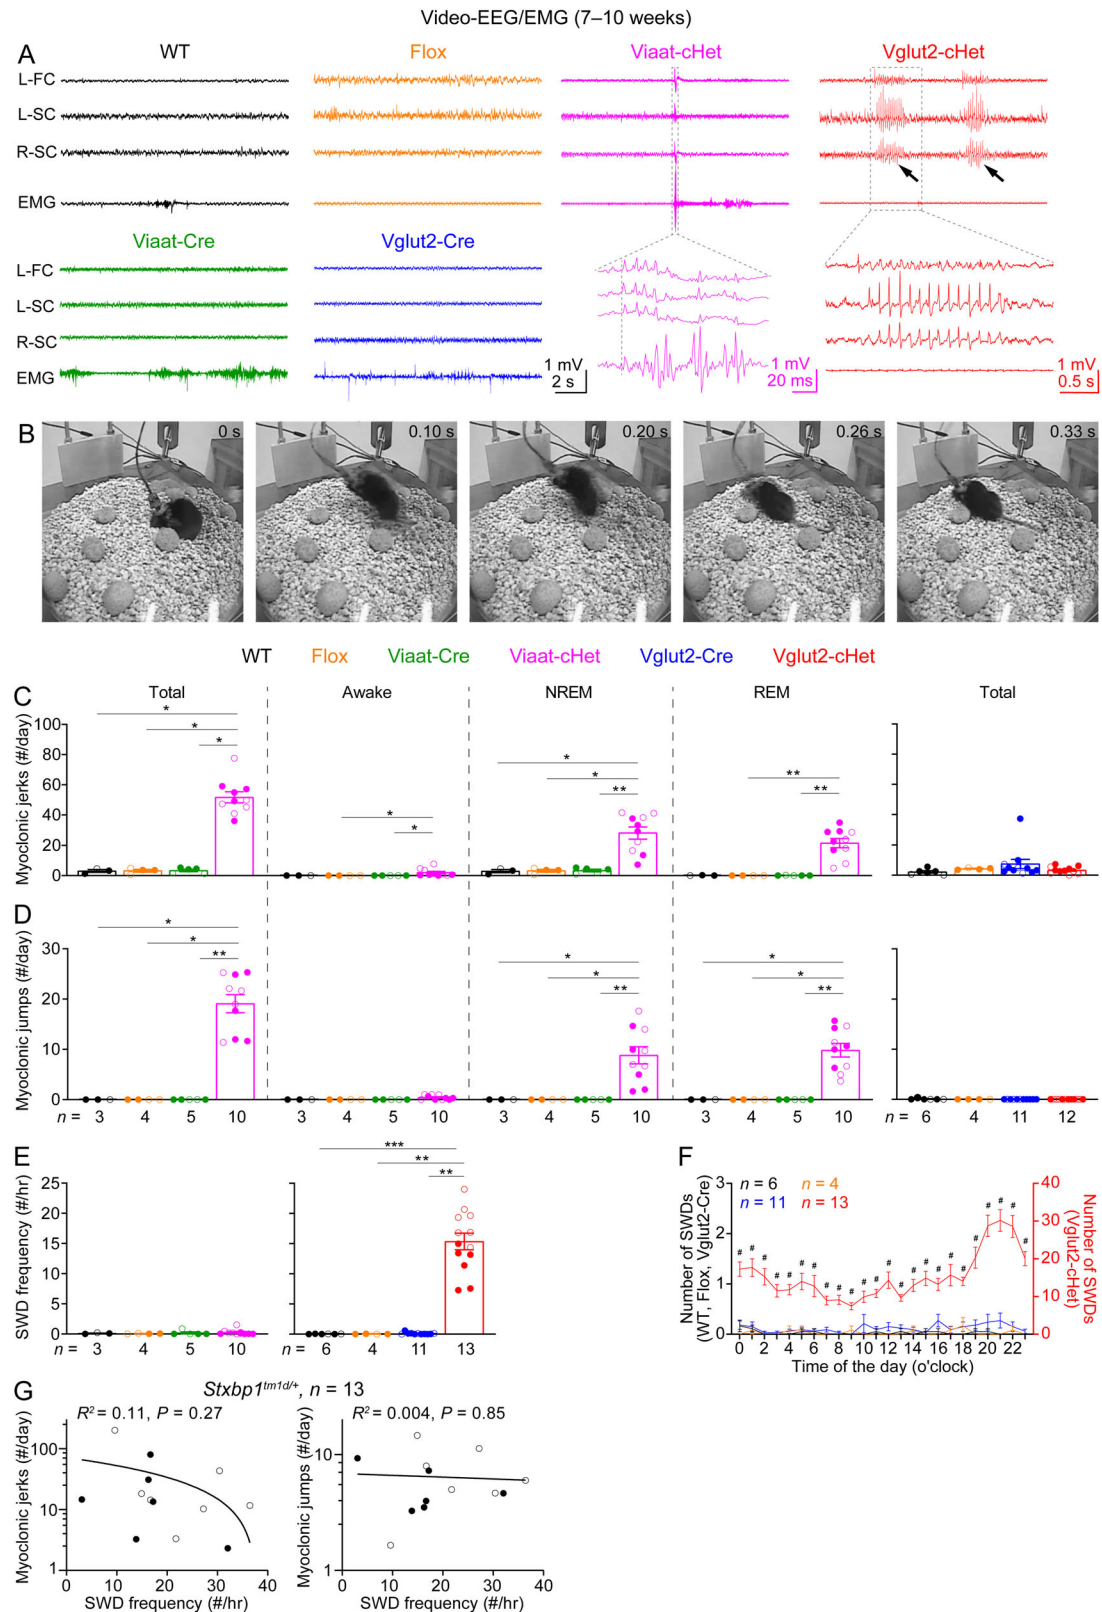 Video-EEG/EMG (7–10 weeks)
A
WT
Flox
Viaat-cHet
Vglut2-cHet
L-FC
L-SC
R-SC
EMG
Viaat-Cre
Vglut2-Cre
L-FC
L-SC
R-SC
EMG
1 mV
2 s
1 mV
20 ms
1 mV
0.5 s
B
0 s
0.10 s
0.20 s
0.26 s
0.33 s
WT Flox Viaat-Cre Viaat-cHet Vglut2-Cre Vglut2-cHet
C
Total
Awake
NREM
REM
Total
Myoclonic jerks (#/day)
100
80
60
40
20
0
* * *
* *
* * **
** **
D
Myoclonic jumps (#/day)
30
20
10
0
* * **
* * **
* * **
n = 3 4 5 10 3 4 5 10 3 4 5 10 3 4 5 10 6 4 11 12
E
SWD frequency (#/hr)
25
20
15
10
5
0
n = 3 4 5 10
***
**
**
25
20
15
10
5
0
n = 6 4 11 13
F
Number of SWDs
(WT, Flox, Vglut2-Cre)
3
2
1
0
n = 6 n = 4
n = 11 n = 13
# # # # # # # # # # # # # # # # # # # # # # # #
40
30
20
10
0
Number of SWDs
(Vglut2-cHet)
0 2 4 6 8 10 12 14 16 18 20 22
Time of the day (o'clock)
G
Stxbp1tm1d/+, n = 13
R2 = 0.11, P = 0.27
Myoclonic jerks (#/day)
100
10
1
0 10 20 30 40
SWD frequency (#/hr)
R2 = 0.004, P = 0.85
Myoclonic jumps (#/day)
10
1
0 10 20 30 40
SWD frequency (#/hr)